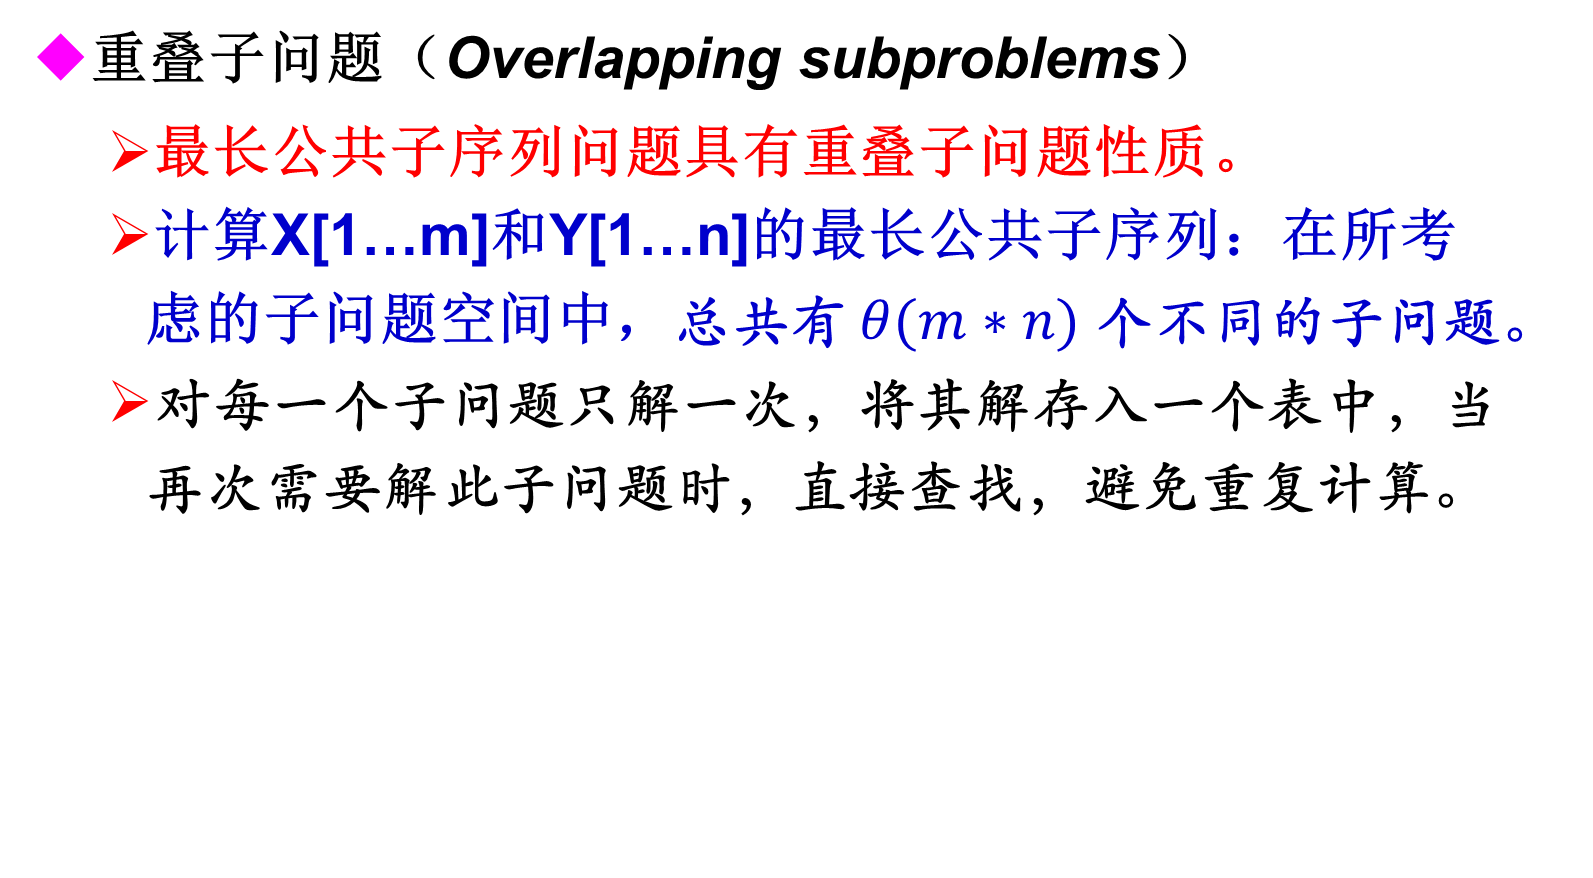 重叠子问题（Overlapping subproblems）
最长公共子序列问题具有重叠子问题性质。
计算X[1…m]和Y[1…n]的最长公共子序列：在所考
虑的子问题空间中，总共有 θ(m ∗ n) 个不同的子问题。
对每一个子问题只解一次，将其解存入一个表中，当
再次需要解此子问题时，直接查找，避免重复计算。